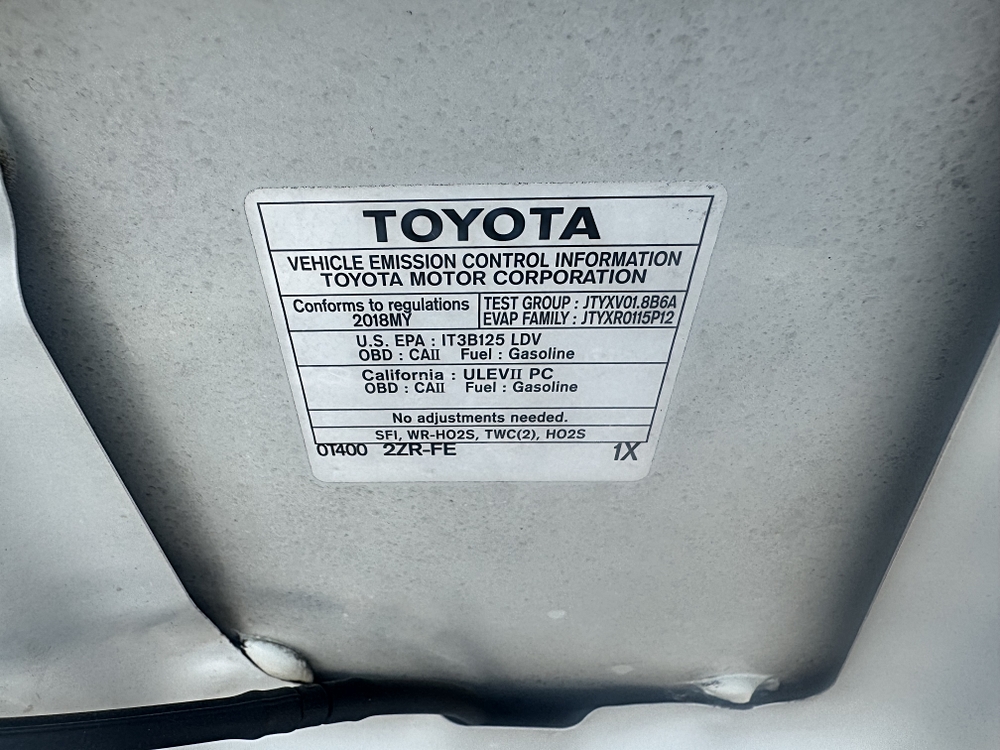 TOYOTA
VEHICLE EMISSION CONTROL INFORMATION
TOYOTA MOTOR CORPORATION
Conforms to regulations
2018MY
TEST GROUP : JTYXV01.8B6A
EVAP FAMILY : JTYXR0115P12
U.S. EPA : IT3B125 LDV
OBD : CAII Fuel : Gasoline
California : ULEVII PC
OBD : CAII Fuel : Gasoline
No adjustments needed.
SFI, WR-HO2S, TWC(2), HO2S
0T400 2ZR-FE 1X